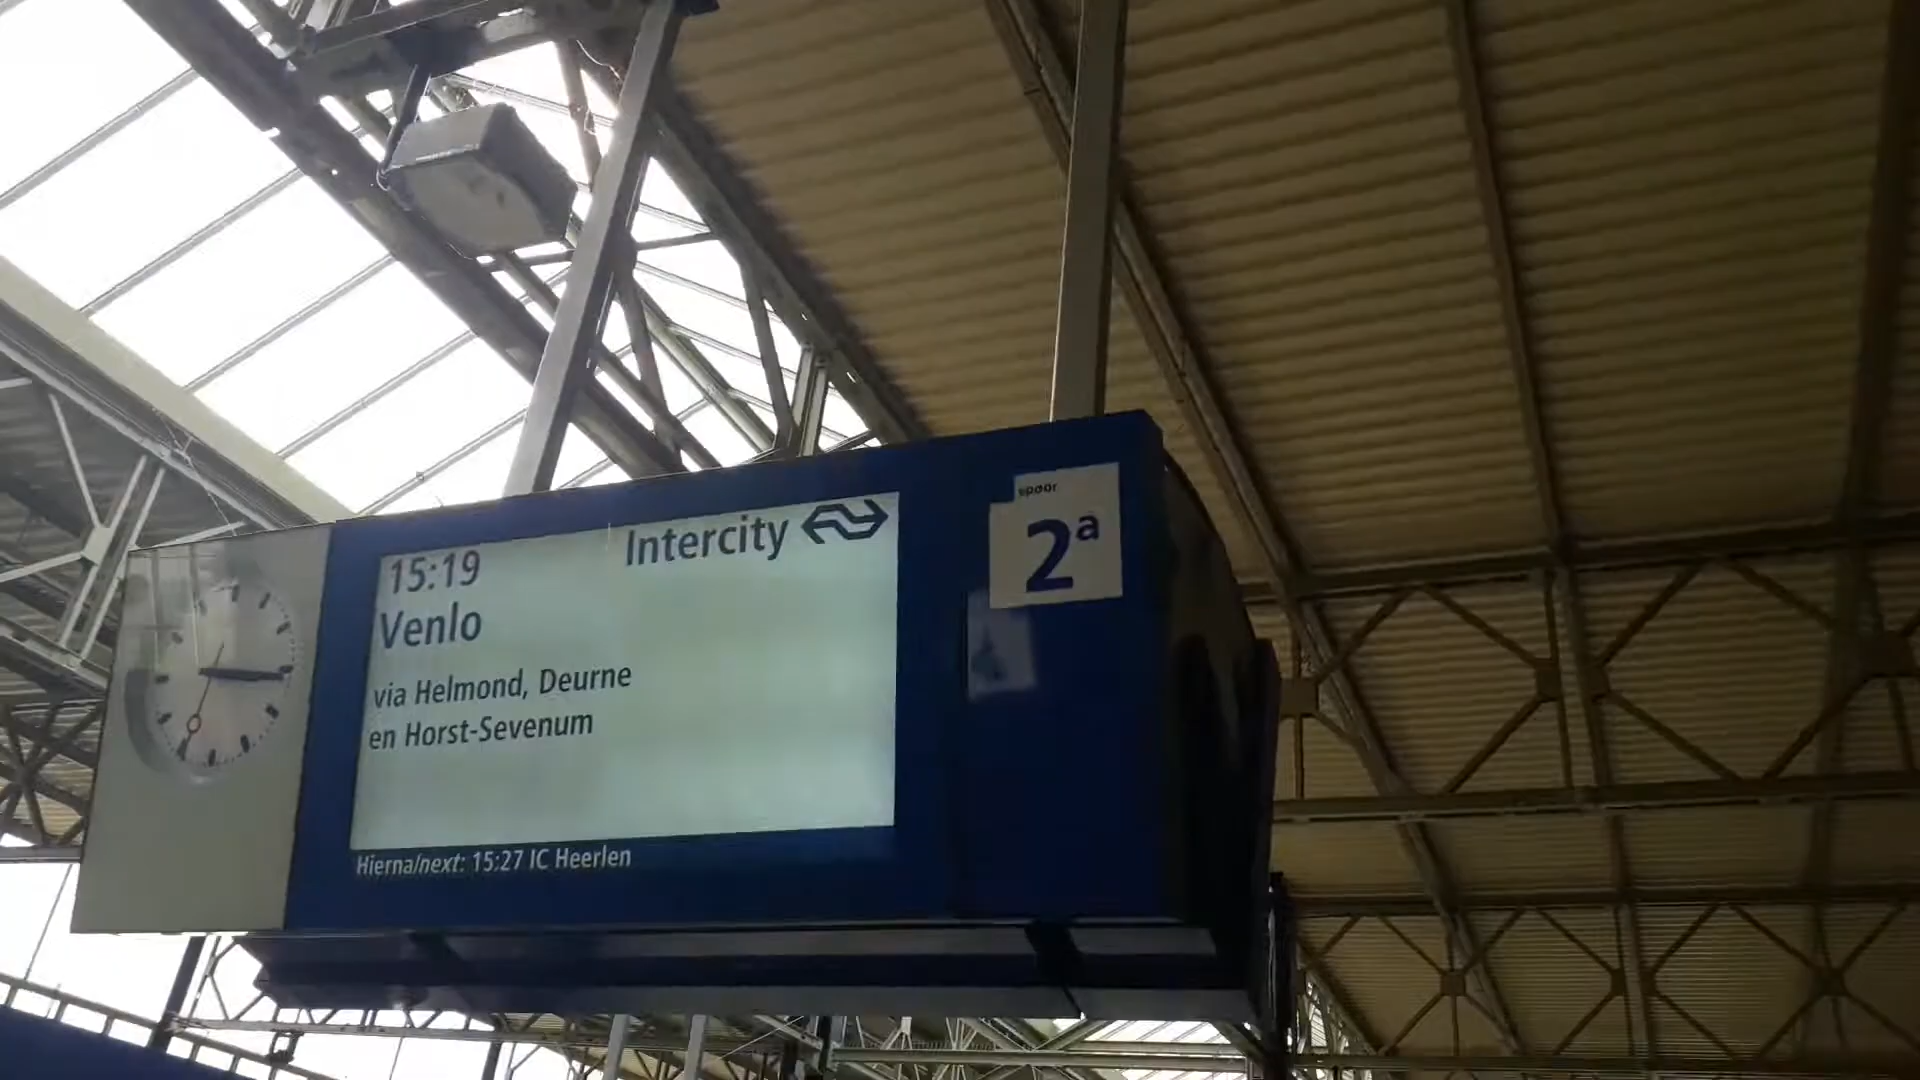 15:19
Intercity
Venlo
via Helmond, Deurne
en Horst-Sevenum
Hierna/next: 15:27 IC Heerlen
spoor
2a